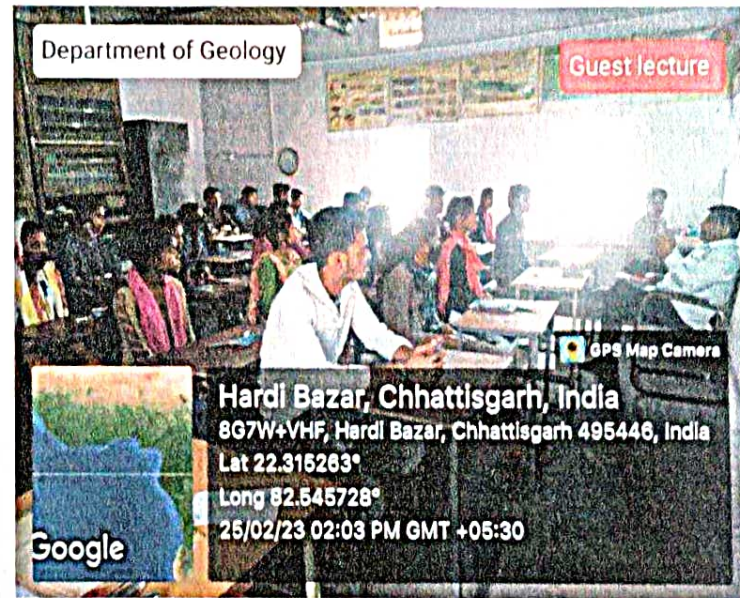 Department of Geology
Guest lecture
GPS Map Camera
Hardi Bazar, Chhattisgarh, India
8G7W+VHF, Hardi Bazar, Chhattisgarh 495446, India
Lat 22.315263°
Long 82.545728°
25/02/23 02:03 PM GMT +05:30
Google